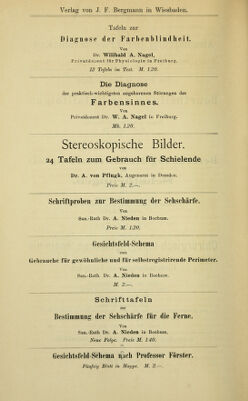 Verlag von J. F. Bergmann in Wiesbaden.
Tafeln zur
Diagnose der Farbenblindheit.
Von
Dr. Willibald A. Nagel,
Privatdozent für Physiologie in Freiburg.
12 Tafeln im Text. M. 1.20.
Die Diagnose
der praktisch-wichtigsten angeborenen Störungen des
Farbensinnes.
Von
Privatdozent Dr. W. A. Nagel in Freiburg.
Mk. 1.20.
Stereoskopische Bilder.
24 Tafeln zum Gebrauch für Schielende
von
Dr. A. von Pflugk, Augenarzt in Dresden.
Preis M. 2.—.
Schriftproben zur Bestimmung der Sehschärfe.
Von
San.-Rath Dr. A. Nieden in Bochum.
Preis M. 1.20.
Gesichtsfeld-Schema
von
Gebrauche für gewöhnliche und für selbstregistrirende Perimeter.
Von
San.-Rath. Dr. A. Nieden in Bochum.
M. 2.—.
Schrifttafeln
zur
Bestimmung der Sehschärfe für die Ferne.
Von
San.-Rath Dr. A. Nieden in Bochum.
Neue Folge. Preis M. 1.40.
Gesichtsfeld-Schema nach Professor Förster.
Fünfzig Blatt in Mappe. M. 2.—.